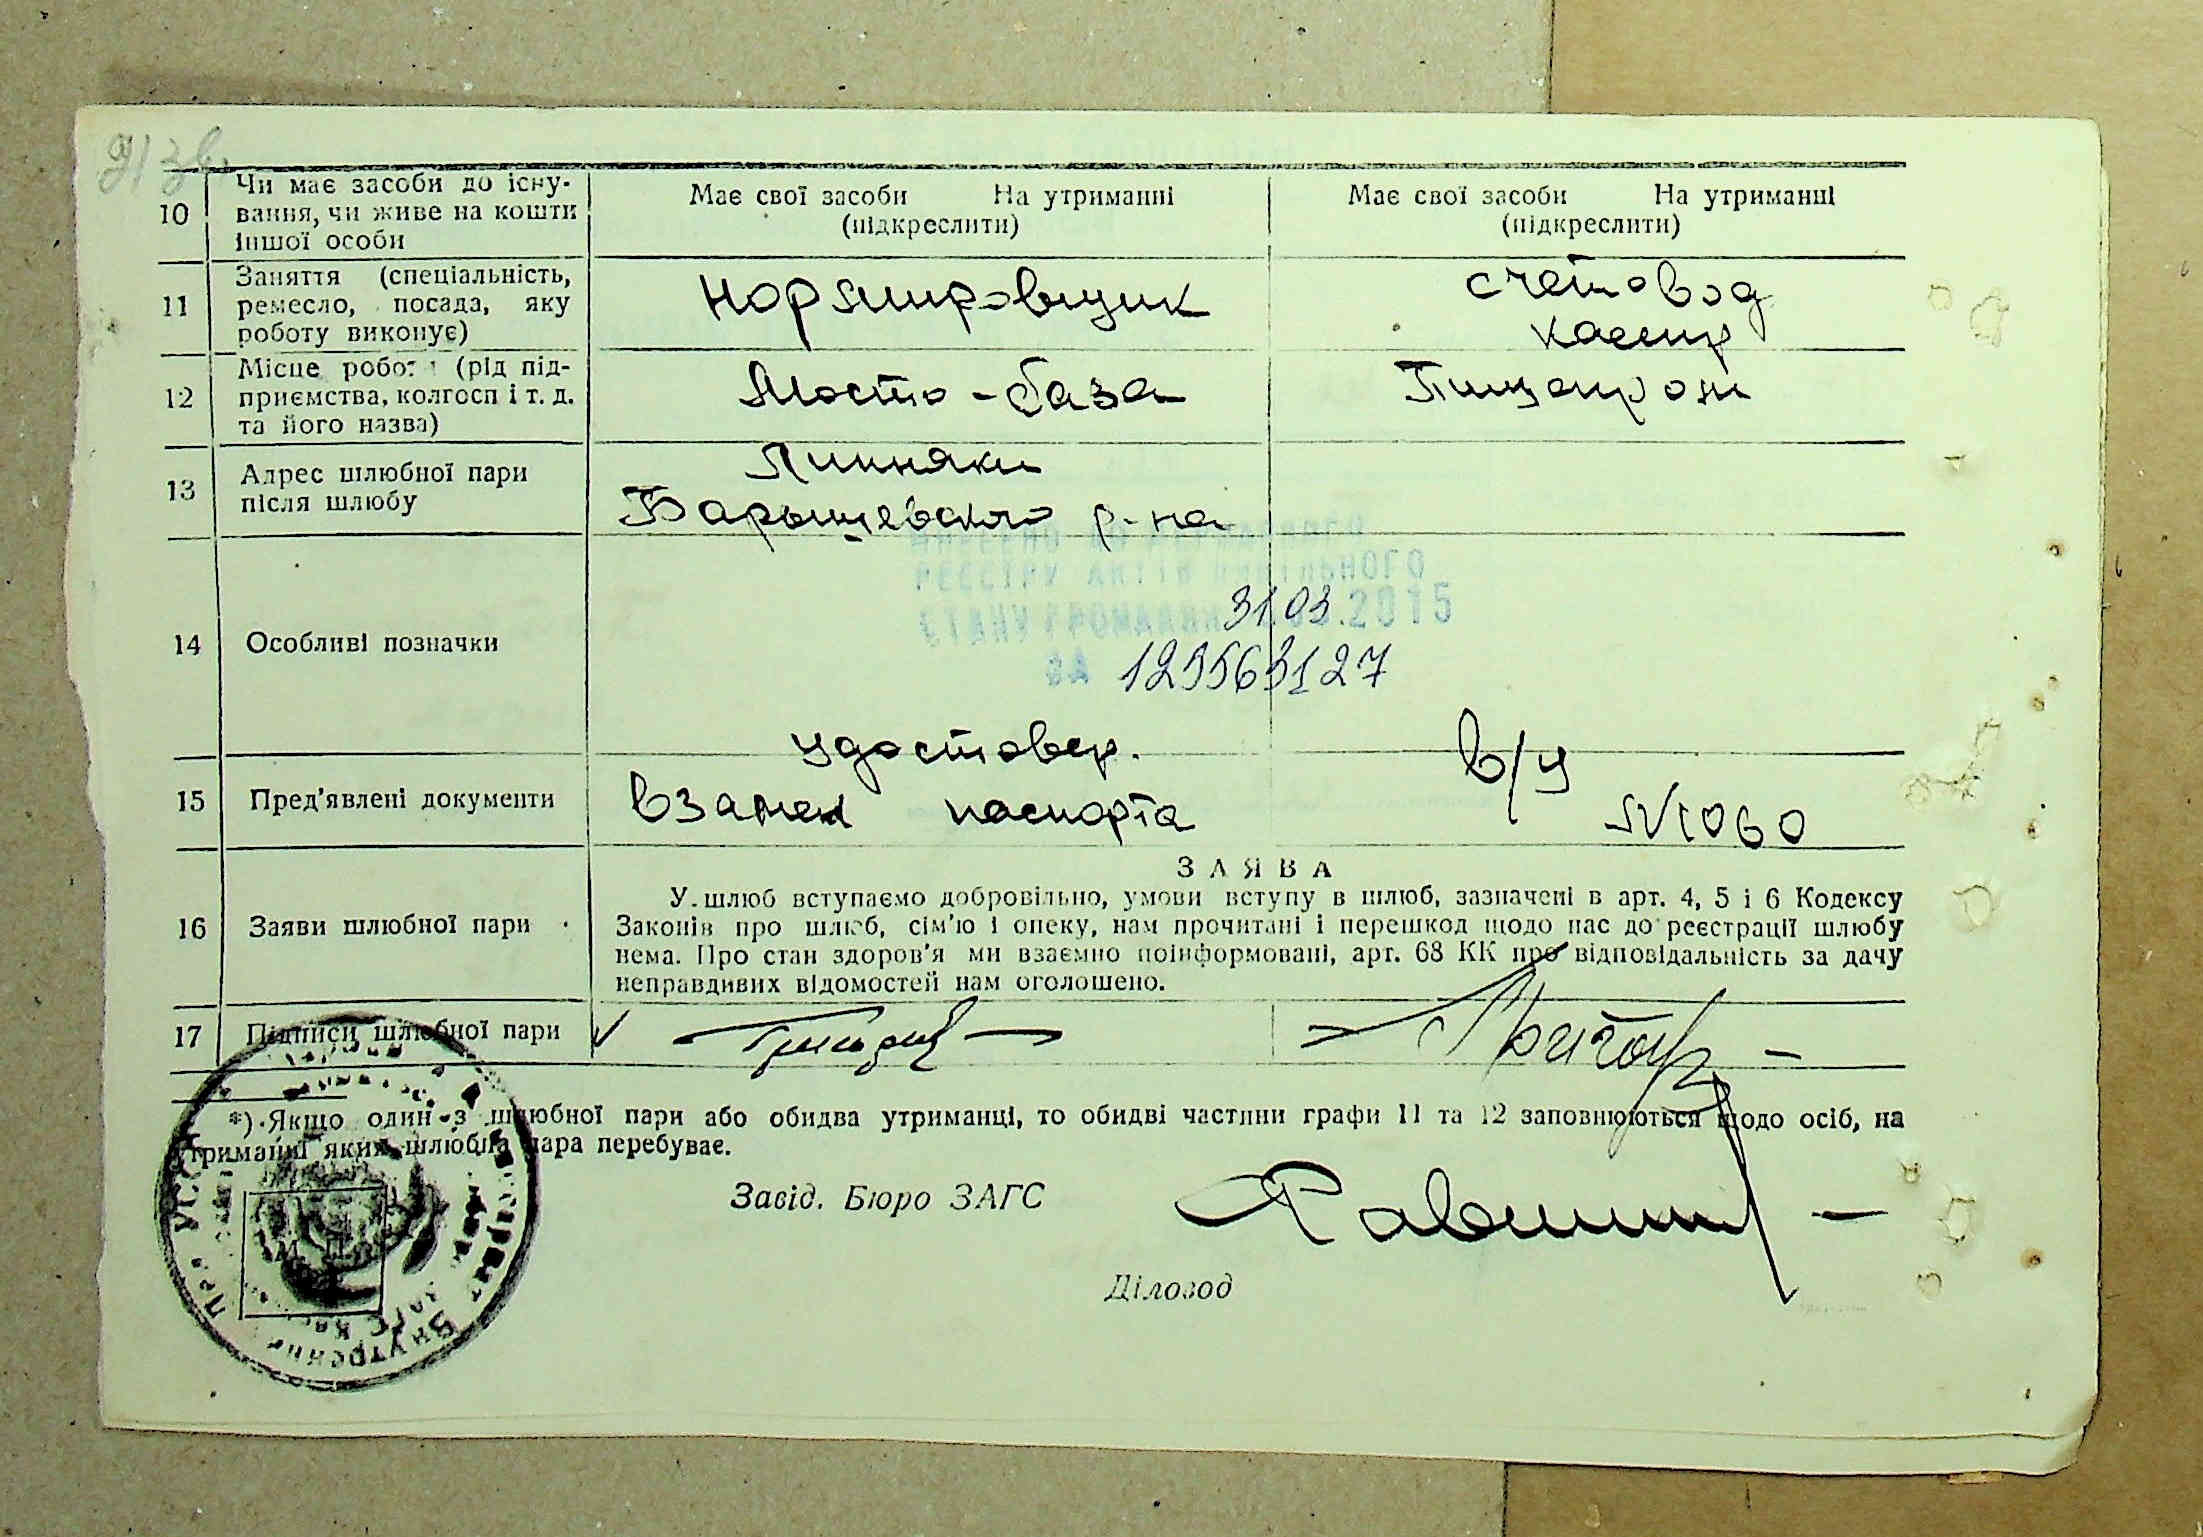 10
Чи має засоби до існу-
вання, чи живе на кошти
іншої особи
Має свої засоби На утриманні
(підкреслити)
Має свої засоби На утриманні
(підкреслити)
11
Заняття (спеціальність,
ремесло, посада, яку
роботу виконує)
Нормировщик
счетовод
кассир
12
Місце роботи (рід під-
приємства, колгосп і т. д.
та його назва)
Мосто-база
Пищепром
13
Адрес шлюбної пари
після шлюбу
Липняки
Барышевского р-на
14
Особливі позначки
ВНЕСЕНО ДО ДЕРЖАВНОГО
РЕЄСТРУ АКТІВ ЦИВІЛЬНОГО
СТАНУ ГРОМАДЯН 31.03.2015
ЗА
15
Пред'явлені документи
удостовер.
взамен паспорта
в/у
№1060
16
Заяви шлюбної пари
ЗАЯВА
У шлюб вступаємо добровільно, умови вступу в шлюб, зазначені в арт. 4, 5 і 6 Кодексу
Законів про шлюб, сім'ю і опеку, нам прочитані і перешкод щодо нас до реєстрації шлюбу
нема. Про стан здоров'я ми взаємно поінформовані, арт. 68 КК про відповідальність за дачу
неправдивих відомостей нам оголошено.
17
Підписи шлюбної пари
*) Якщо один з шлюбної пари або обидва утриманці, то обидві частини графи 11 та 12 заповнюються щодо осіб, на
утриманні яких шлюбна пара перебуває.
Завід. Бюро ЗАГС
Діловод
М. П.